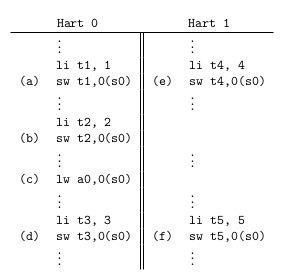 Hart 0 Hart 1
⋮ ⋮
li t1, 1 li t4, 4
(a) sw t1,0(s0) (e) sw t4,0(s0)
⋮ ⋮
li t2, 2
(b) sw t2,0(s0)
⋮ ⋮
(c) lw a0,0(s0)
⋮ ⋮
li t3, 3 li t5, 5
(d) sw t3,0(s0) (f) sw t5,0(s0)
⋮ ⋮